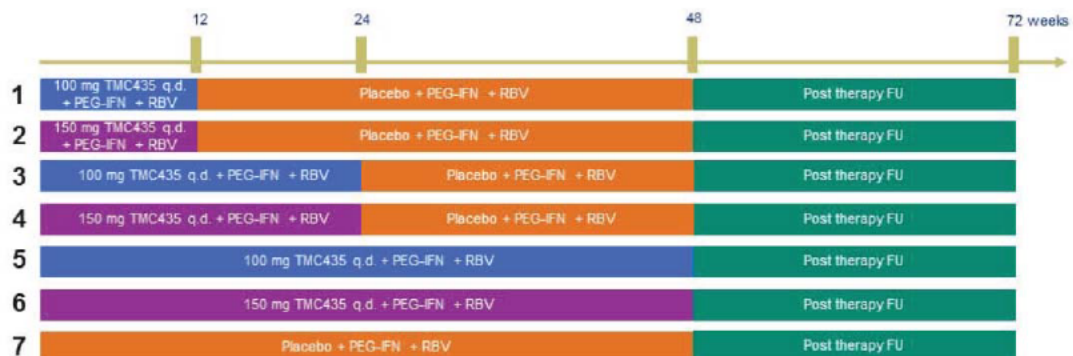 12 24 48 72 weeks
1 100 mg TMC435 q.d. Placebo + PEG-IFN + RBV Post therapy FU
+ PEG-IFN + RBV
2 150 mg TMC435 q.d. Placebo + PEG-IFN + RBV Post therapy FU
+ PEG-IFN + RBV
3 100 mg TMC435 q.d. + PEG-IFN + RBV Placebo + PEG-IFN + RBV Post therapy FU
4 150 mg TMC435 q.d. + PEG-IFN + RBV Placebo + PEG-IFN + RBV Post therapy FU
5 100 mg TMC435 q.d. + PEG-IFN + RBV Post therapy FU
6 150 mg TMC435 q.d. + PEG-IFN + RBV Post therapy FU
7 Placebo + PEG-IFN + RBV Post therapy FU